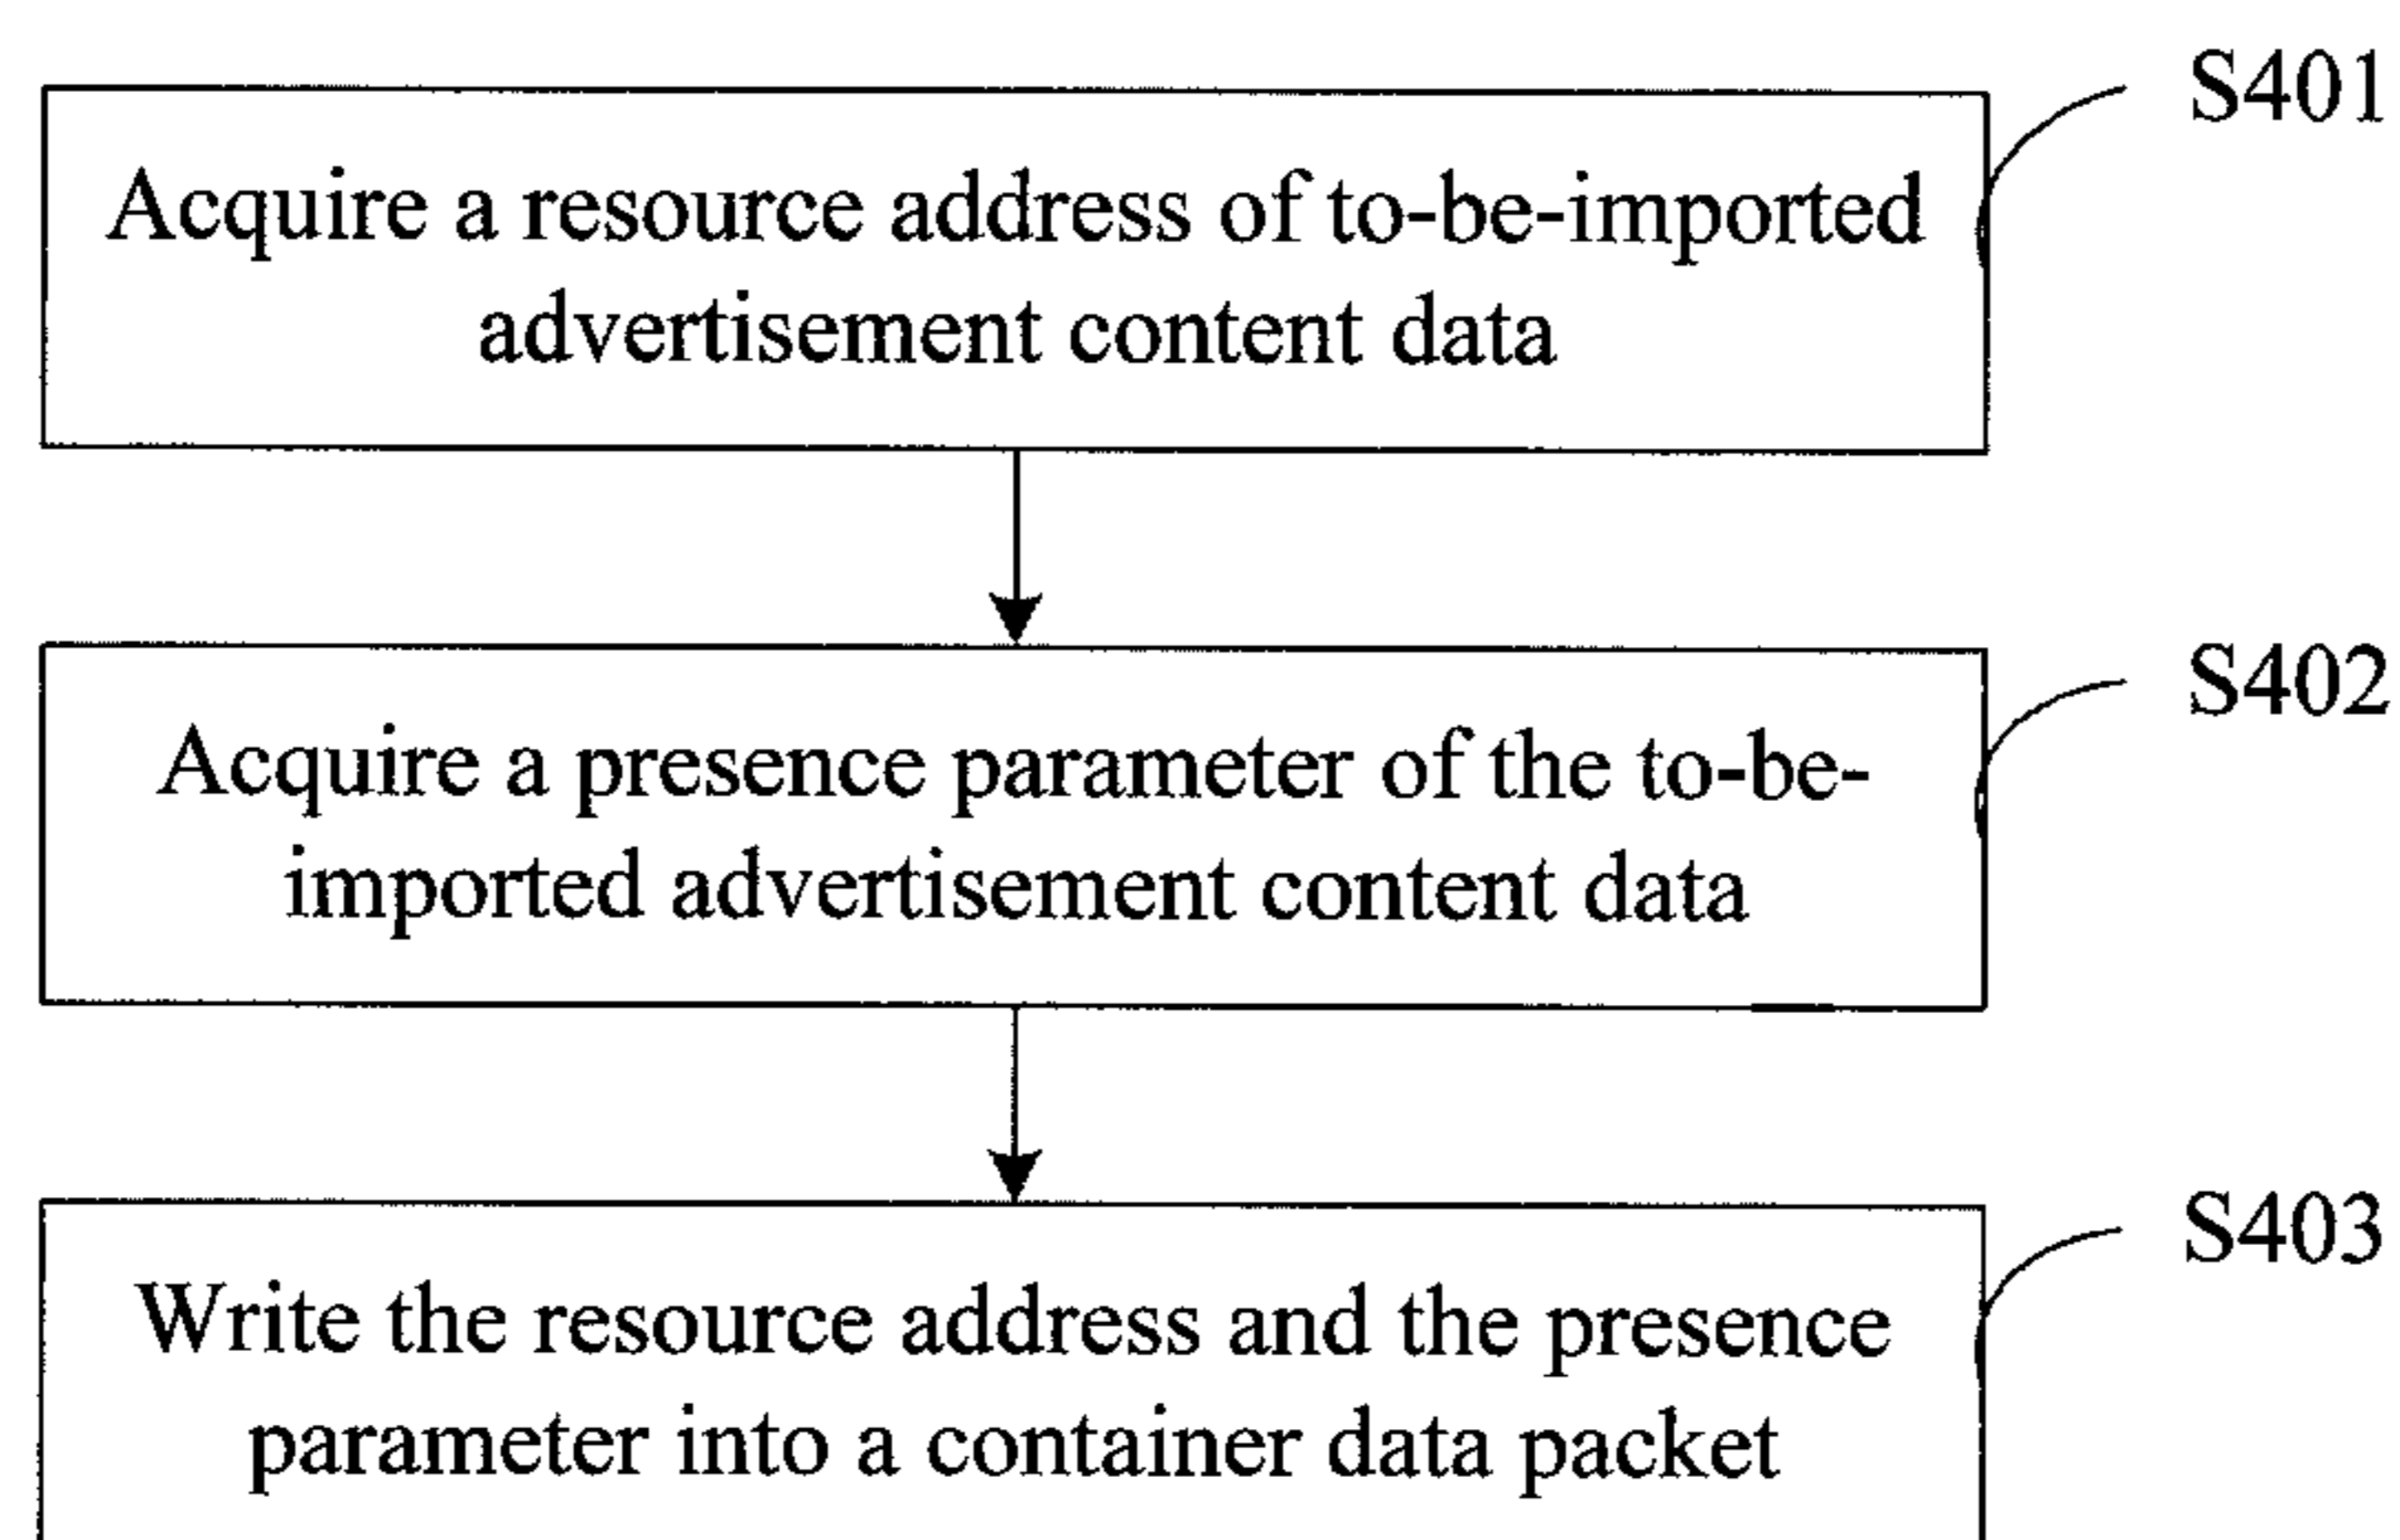 S401
Acquire a resource address of to-be-imported
advertisement content data
S402
Acquire a presence parameter of the to-be-
imported advertisement content data
S403
Write the resource address and the presence
parameter into a container data packet